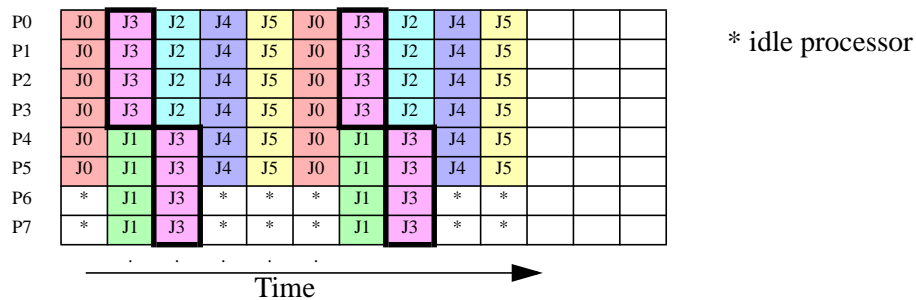 P0 J0 J3 J2 J4 J5 J0 J3 J2 J4 J5
P1 J0 J3 J2 J4 J5 J0 J3 J2 J4 J5
* idle processor
P2 J0 J3 J2 J4 J5 J0 J3 J2 J4 J5
P3 J0 J3 J2 J4 J5 J0 J3 J2 J4 J5
P4 J0 J1 J3 J4 J5 J0 J1 J3 J4 J5
P5 J0 J1 J3 J4 J5 J0 J1 J3 J4 J5
P6 * J1 J3 * * * J1 J3 * *
P7 * J1 J3 * * * J1 J3 * *
. . . . .
Time